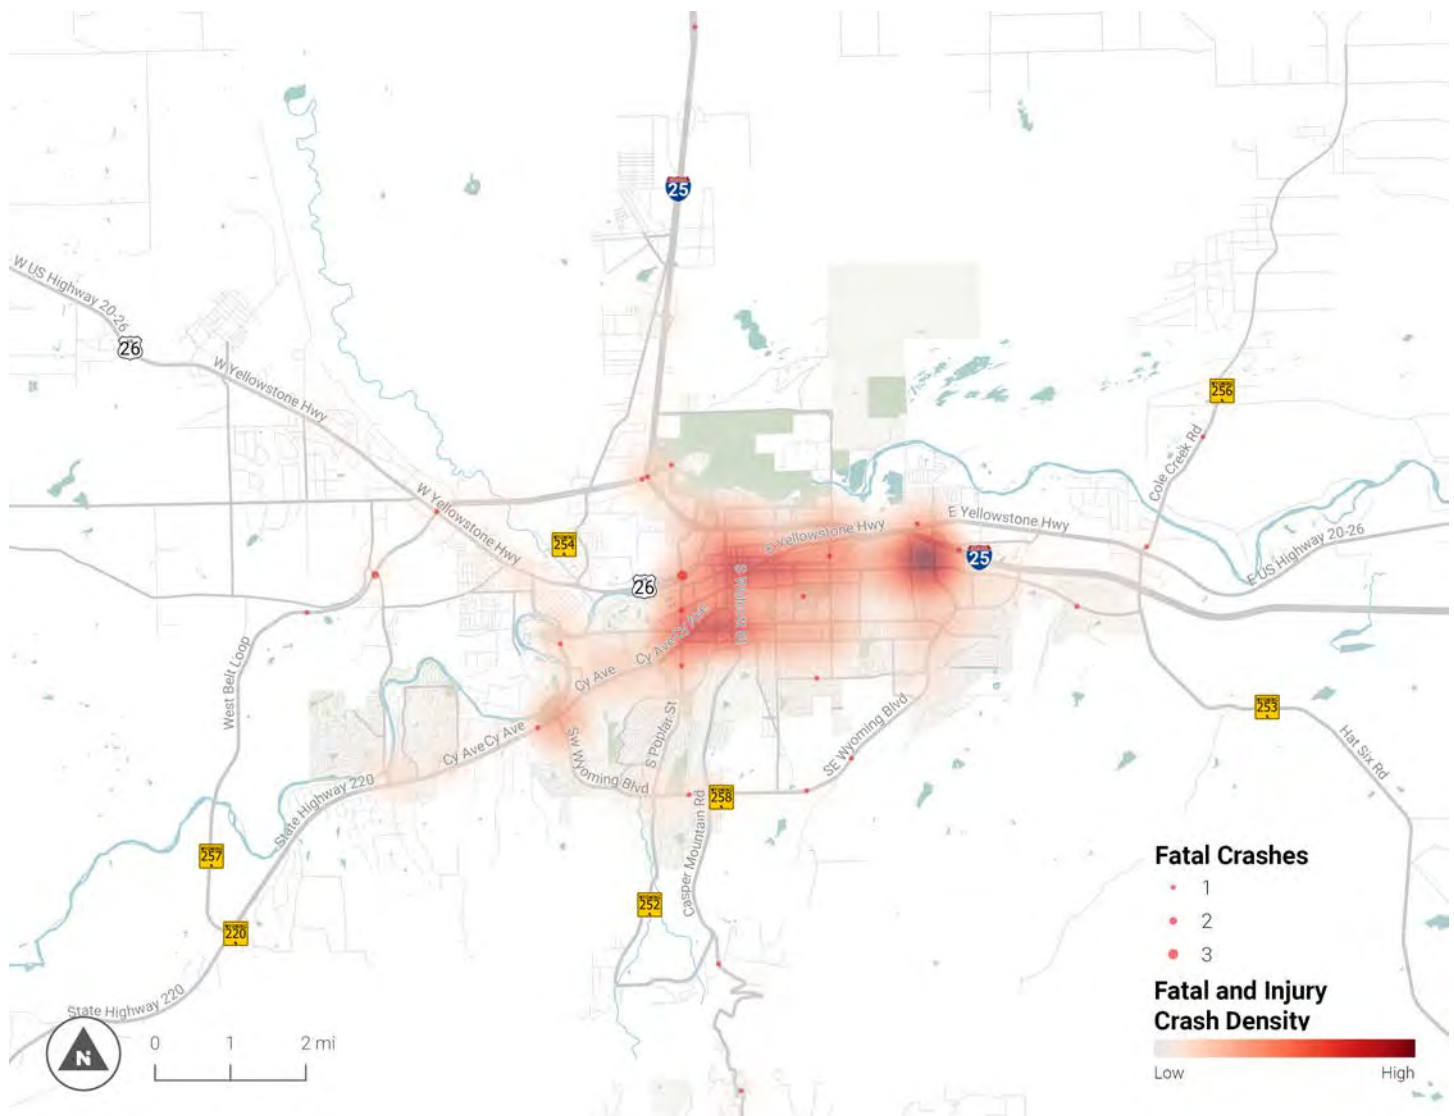 25
W US Highway 20-26
26
W Yellowstone Hwy
256
Cole Creek Rd
W Yellowstone Hwy
E Yellowstone Hwy
E Yellowstone Hwy
254
25
E US Highway 20-26
26
Cy Ave
Cy Ave
Cy Ave
West Belt Loop
253
Cy Ave
Cy Ave
S Poplar St
SE Wyoming Blvd
Hat Six Rd
Sw Wyoming Blvd
State Highway 220
258
Casper Mountain Rd
257
252
220
State Highway 220
N
0 1 2 mi
Fatal Crashes
1
2
3
Fatal and Injury
Crash Density
Low High